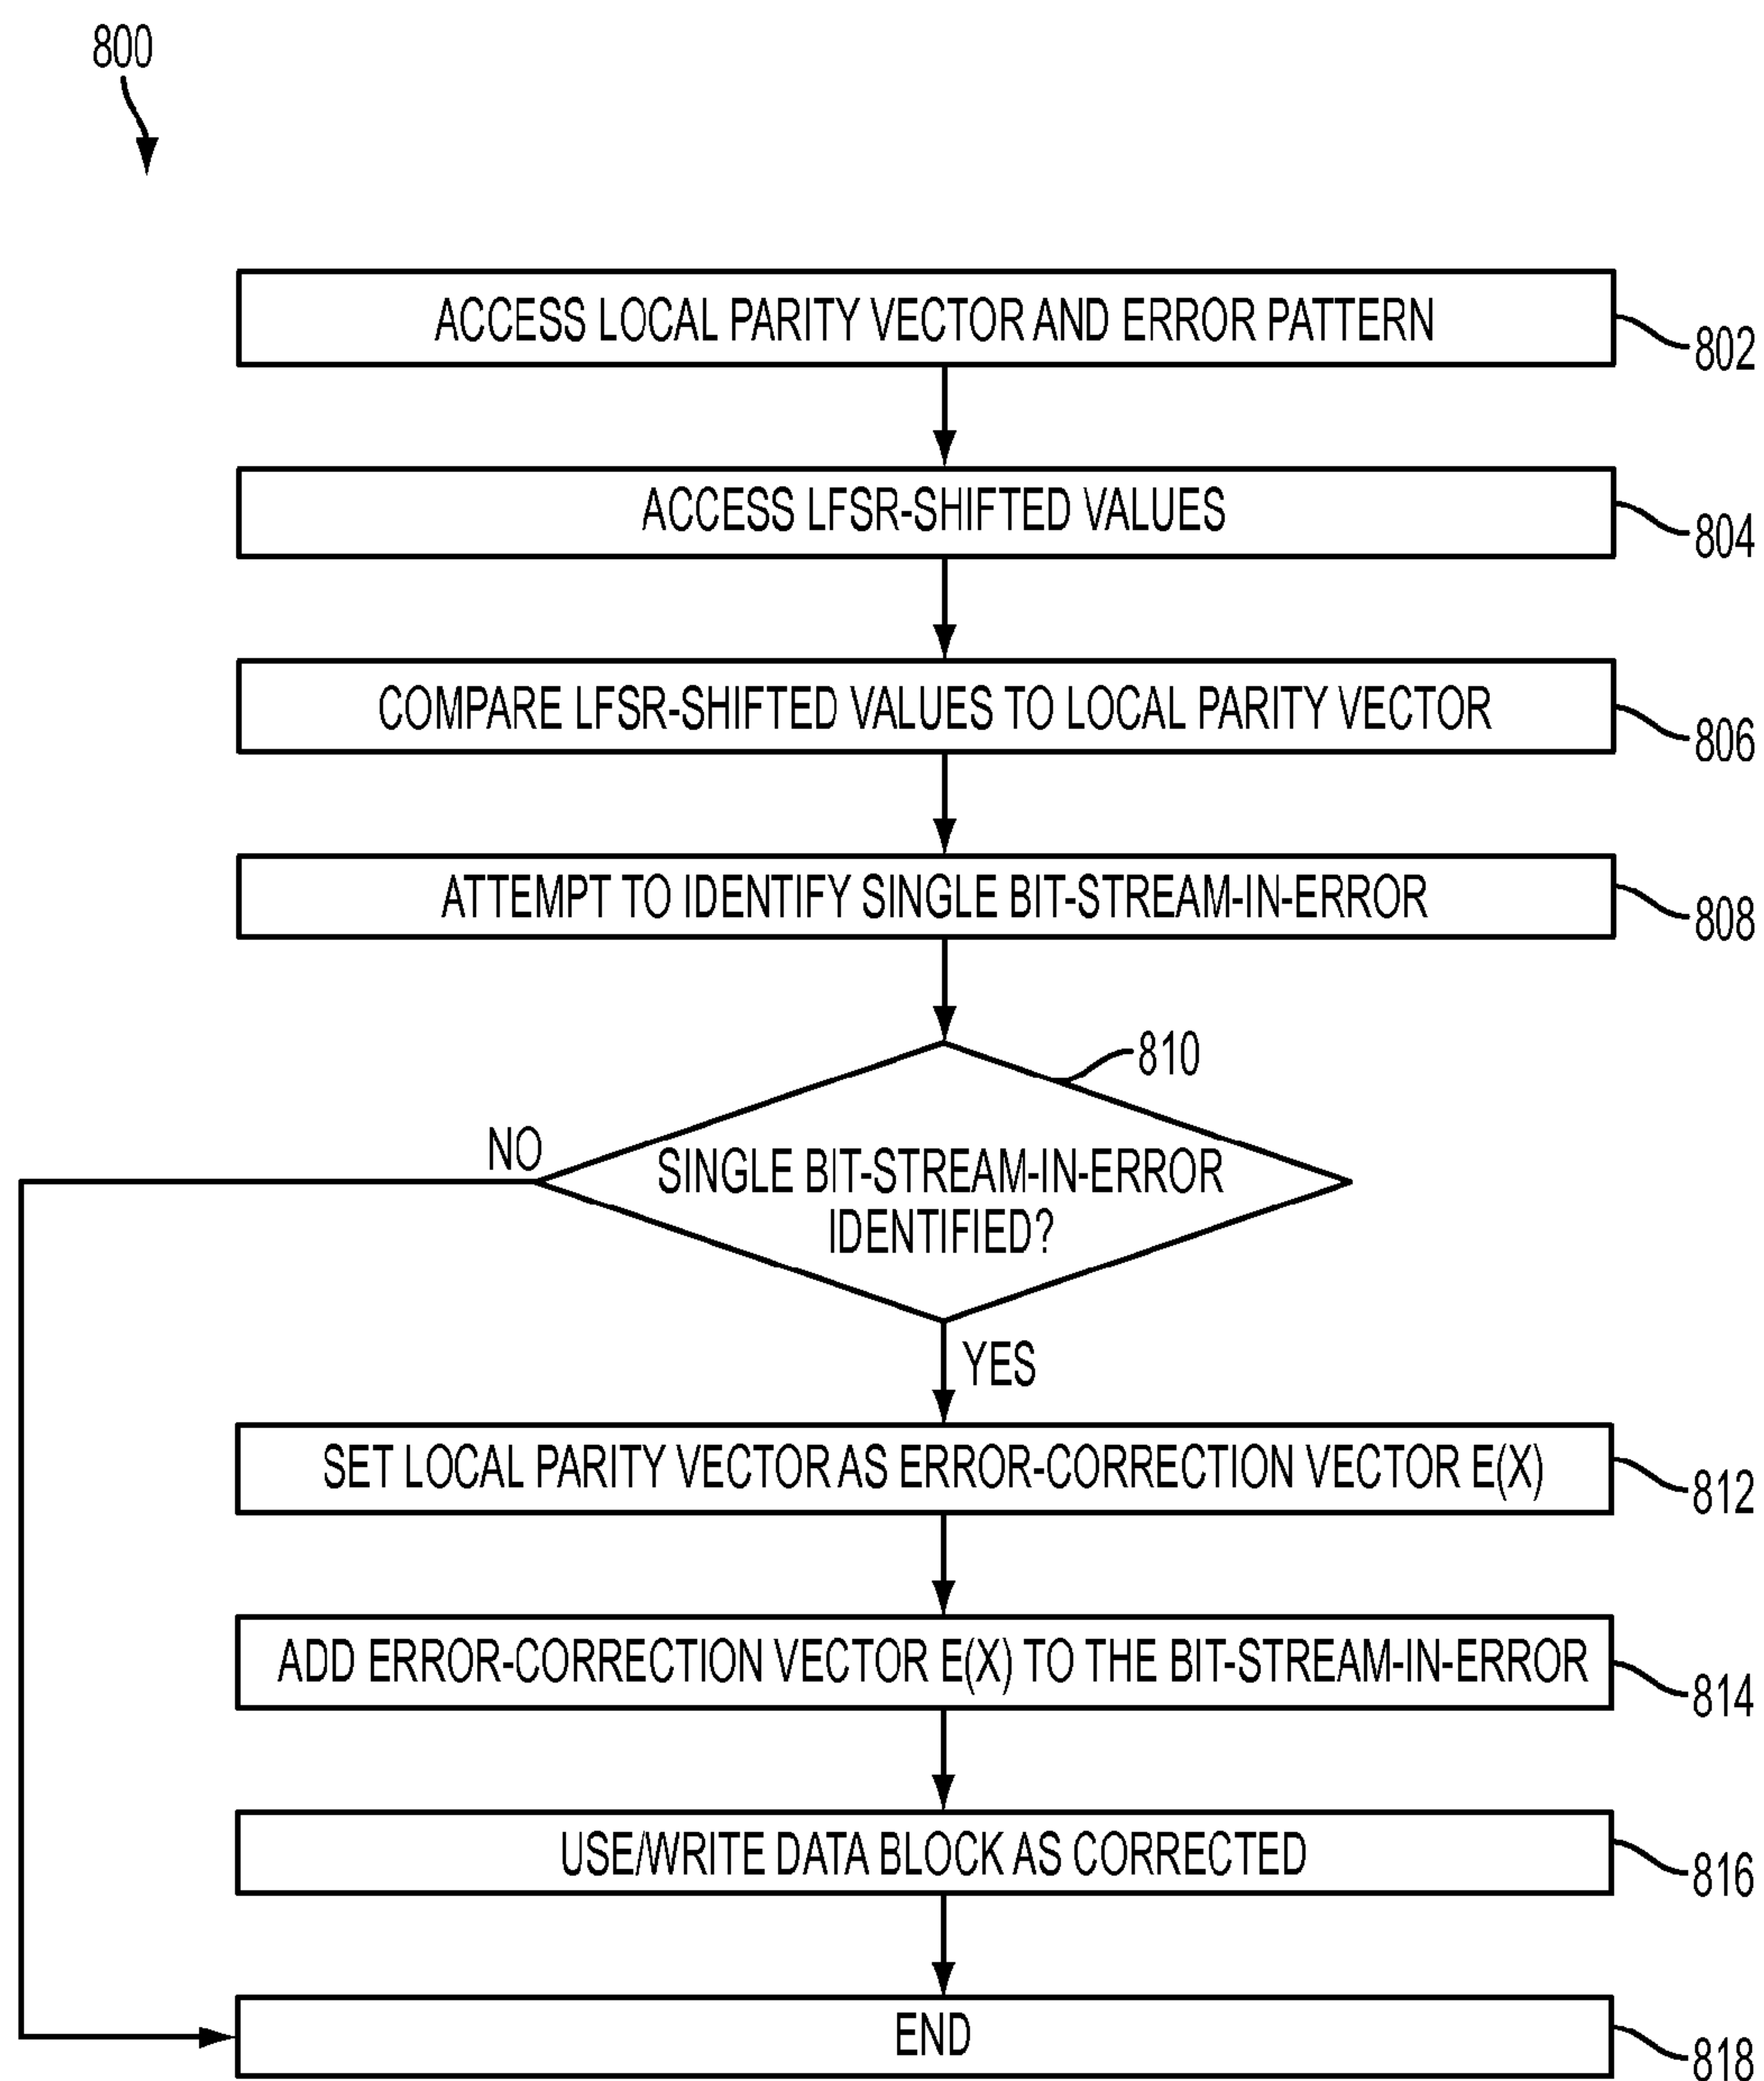 800
ACCESS LOCAL PARITY VECTOR AND ERROR PATTERN
802
ACCESS LFSR-SHIFTED VALUES
804
COMPARE LFSR-SHIFTED VALUES TO LOCAL PARITY VECTOR
806
ATTEMPT TO IDENTIFY SINGLE BIT-STREAM-IN-ERROR
808
810
NO
SINGLE BIT-STREAM-IN-ERROR
IDENTIFIED?
YES
SET LOCAL PARITY VECTOR AS ERROR-CORRECTION VECTOR E(X)
812
ADD ERROR-CORRECTION VECTOR E(X) TO THE BIT-STREAM-IN-ERROR
814
USE/WRITE DATA BLOCK AS CORRECTED
816
END
818